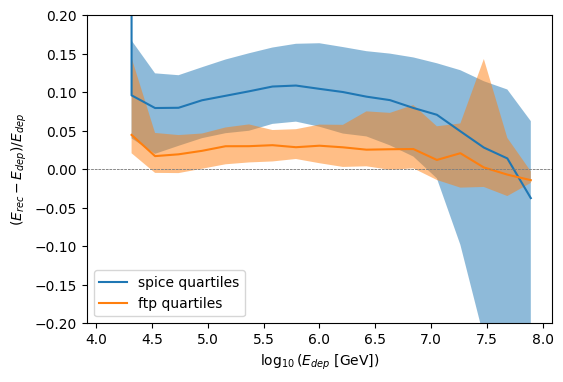 0.20
0.15
0.10
0.05
0.00
−0.05
−0.10
−0.15
−0.20
(E_rec − E_dep)/E_dep
spice quartiles
ftp quartiles
4.0 4.5 5.0 5.5 6.0 6.5 7.0 7.5 8.0
log₁₀ (E_dep [GeV])